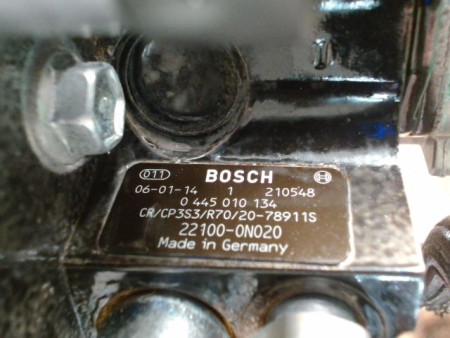 011 BOSCH
06-01-14 1 210548
0 445 010 134
CR/CP3S3/R70/20-78911S
22100-0N020
Made in Germany